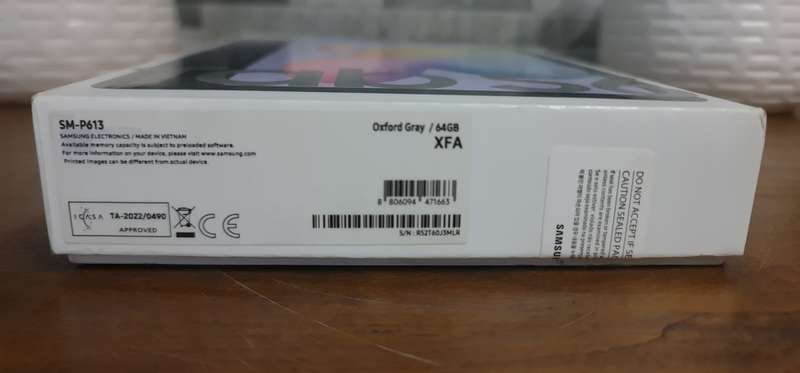 SM-P613
SAMSUNG ELECTRONICS / MADE IN VIETNAM
Available memory capacity is subject to preloaded software.
For more information on your device, please visit www.samsung.com
Printed images can be different from actual device.
Oxford Gray / 64GB
XFA
8 806094 471663
S/N : R52T60J3MLR
ICASA
TA-2022/0490
APPROVED
CE
DO NOT ACCEPT IF SE
CAUTION SEALED PA
SAMSU